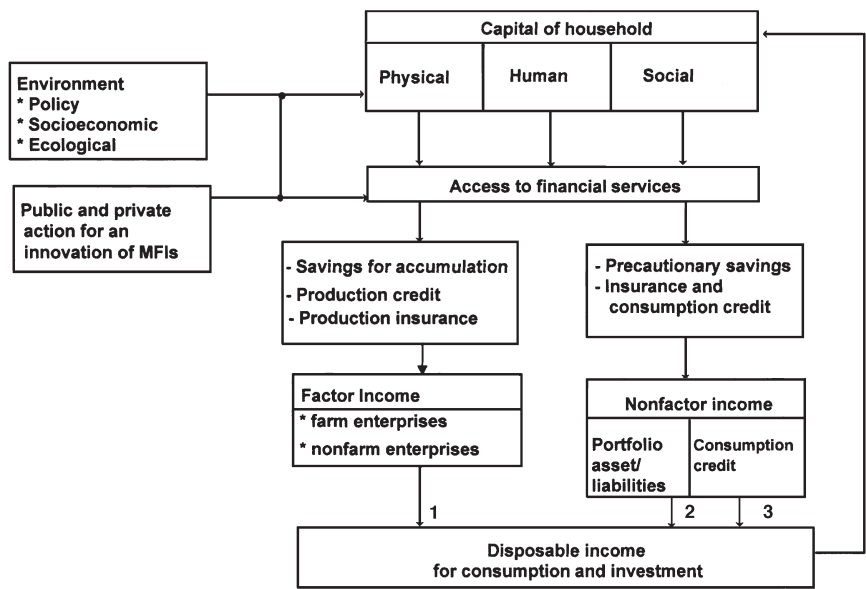 Capital of household
Physical
Human
Social
Environment
* Policy
* Socioeconomic
* Ecological
Public and private
action for an
innovation of MFIs
Access to financial services
- Savings for accumulation
- Production credit
- Production insurance
- Precautionary savings
- Insurance and
consumption credit
Factor Income
* farm enterprises
* nonfarm enterprises
Nonfactor income
Portfolio
asset/
liabilities
Consumption
credit
1
2
3
Disposable income
for consumption and investment